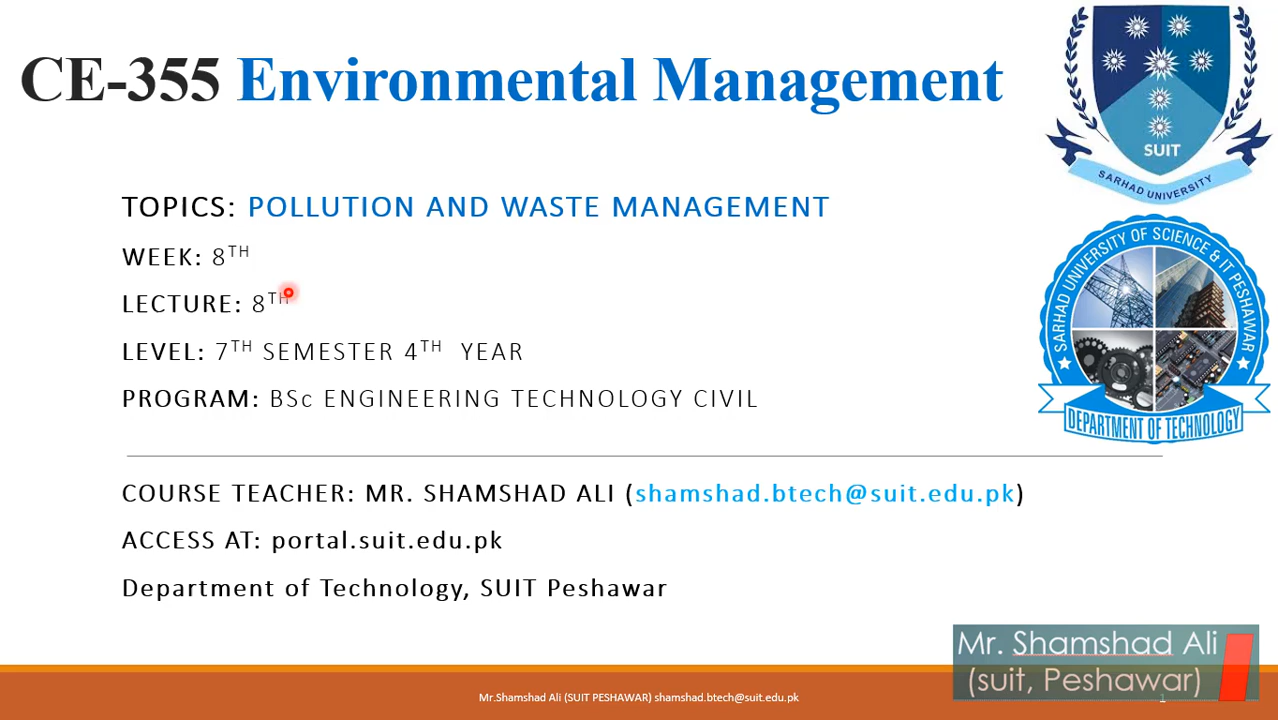 CE-355 Environmental Management
SUIT
SARHAD UNIVERSITY
TOPICS: POLLUTION AND WASTE MANAGEMENT
WEEK: 8TH
LECTURE: 8TH
LEVEL: 7TH SEMESTER 4TH YEAR
PROGRAM: BSc ENGINEERING TECHNOLOGY CIVIL
SARHAD UNIVERSITY OF SCIENCE & IT PESHAWAR
DEPARTMENT OF TECHNOLOGY
COURSE TEACHER: MR. SHAMSHAD ALI (shamshad.btech@suit.edu.pk)
ACCESS AT: portal.suit.edu.pk
Department of Technology, SUIT Peshawar
Mr. Shamshad Ali
(suit, Peshawar)
Mr.Shamshad Ali (SUIT PESHAWAR) shamshad.btech@suit.edu.pk
1